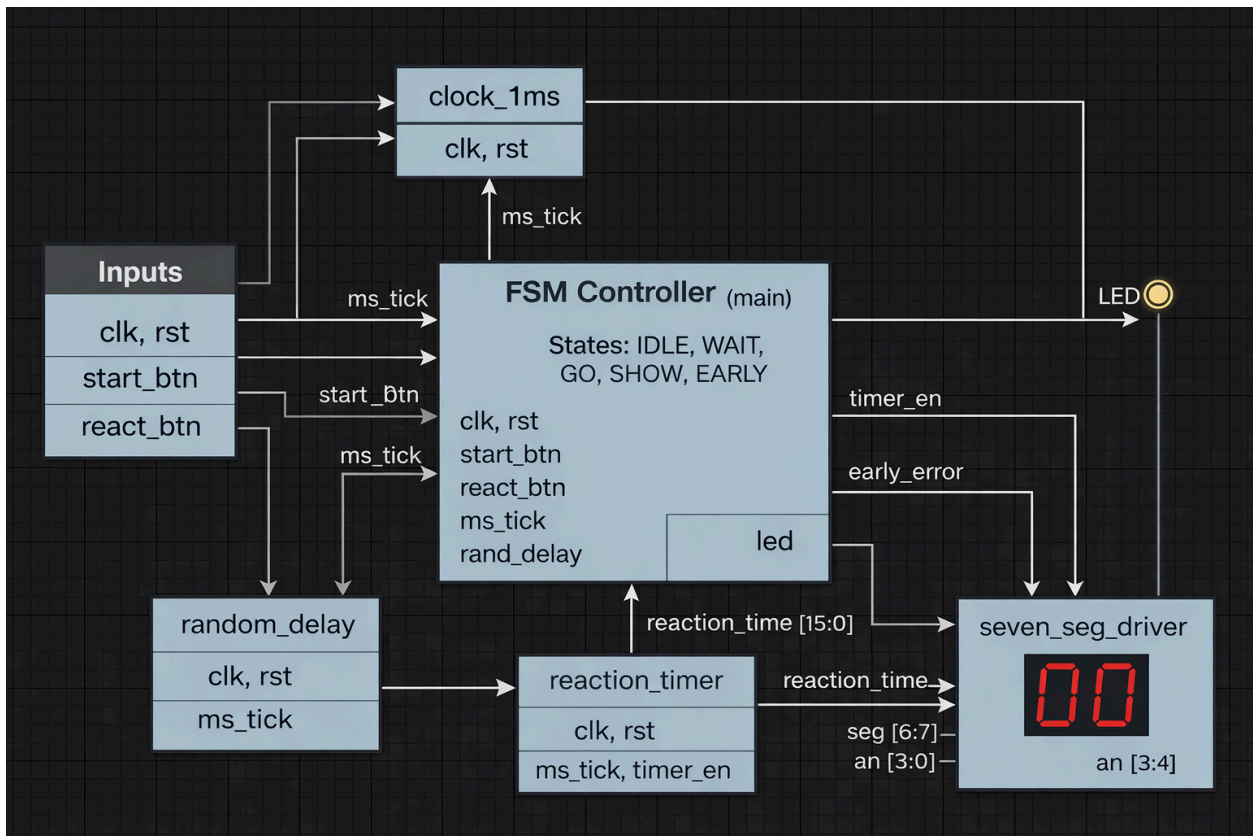 clock_1ms
clk, rst
ms_tick
Inputs
clk, rst
start_btn
react_btn
ms_tick
start_btn
ms_tick
FSM Controller (main)
States: IDLE, WAIT,
GO, SHOW, EARLY
clk, rst
start_btn
react_btn
ms_tick
rand_delay
led
LED
timer_en
early_error
random_delay
clk, rst
ms_tick
reaction_time [15:0]
reaction_timer
clk, rst
ms_tick, timer_en
reaction_time
seg [6:7]
an [3:0]
seven_seg_driver
00
an [3:4]